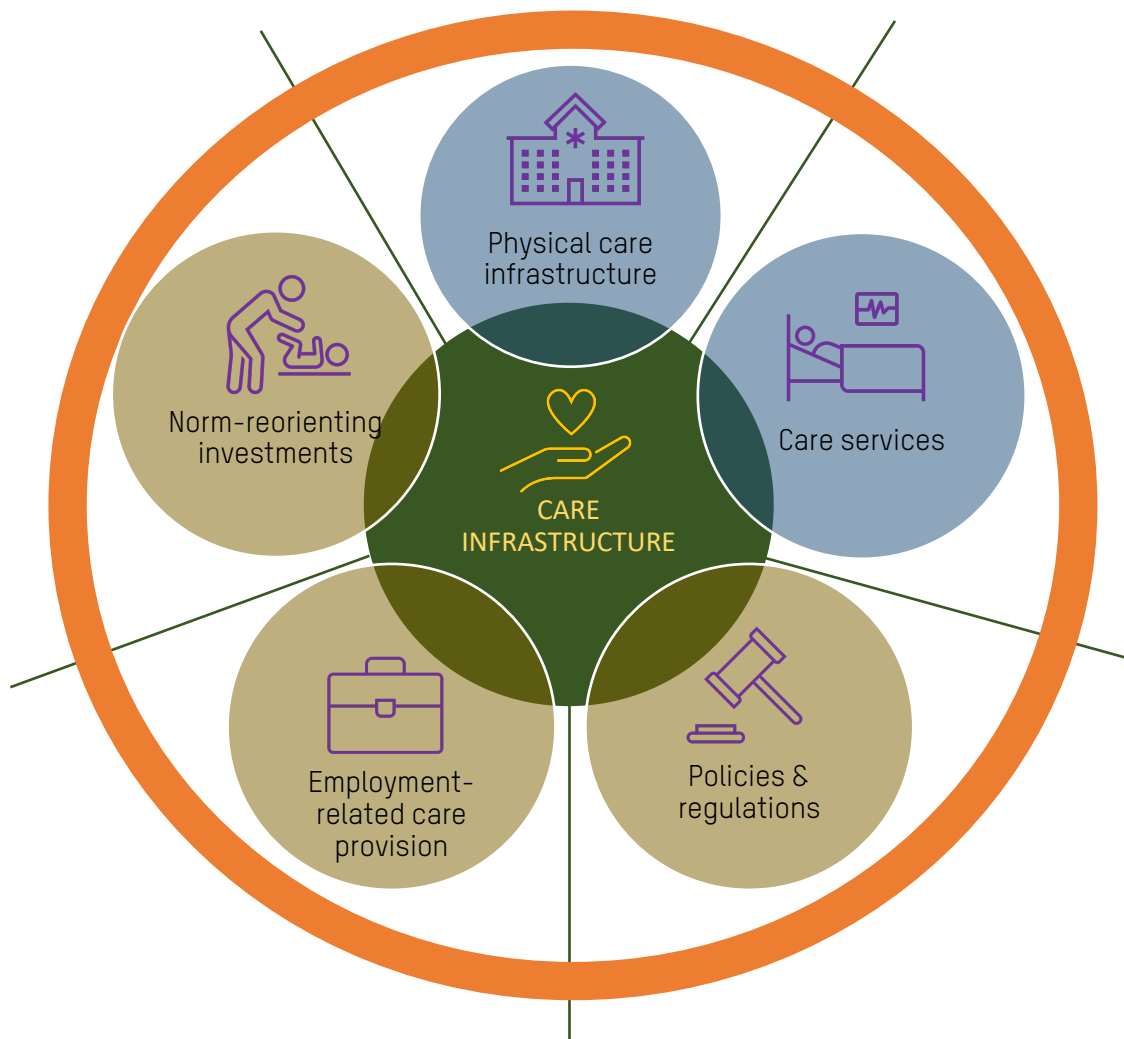 Physical care
infrastructure
Norm-reorienting
investments
Care services
CARE
INFRASTRUCTURE
Employment-
related care
provision
Policies &
regulations